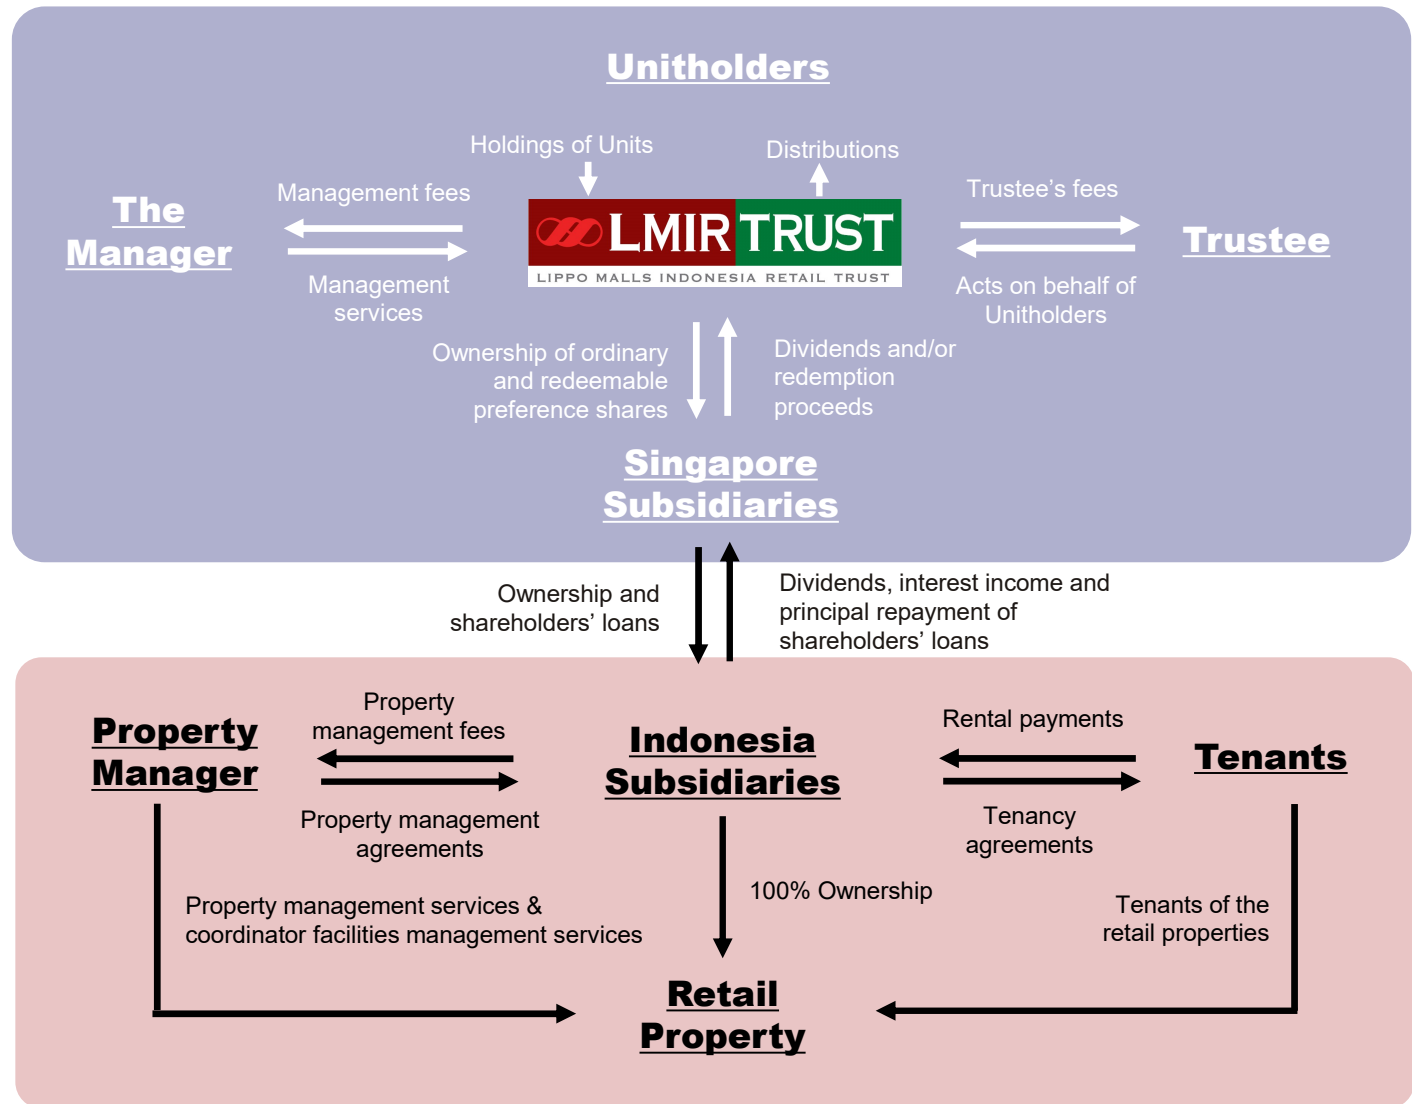 Unitholders
Holdings of Units
Distributions
Management fees
Trustee’s fees
The
Manager
LMIR TRUST
LIPPO MALLS INDONESIA RETAIL TRUST
Trustee
Management
services
Acts on behalf of
Unitholders
Ownership of ordinary
and redeemable
preference shares
Dividends and/or
redemption
proceeds
Singapore
Subsidiaries
Ownership and
shareholders’ loans
Dividends, interest income and
principal repayment of
shareholders’ loans
Property
Manager
Property
management fees
Indonesia
Subsidiaries
Rental payments
Tenants
Property management
agreements
Tenancy
agreements
Property management services &
coordinator facilities management services
100% Ownership
Tenants of the
retail properties
Retail
Property